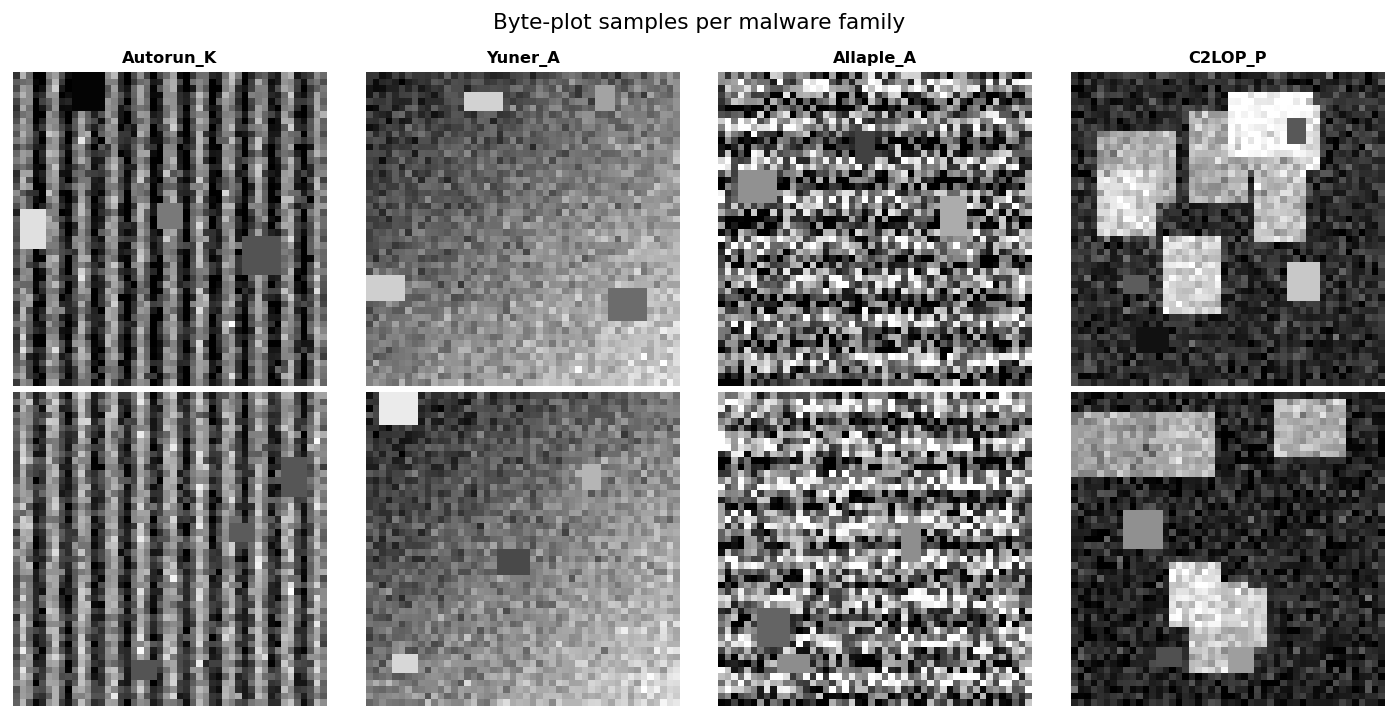 Byte-plot samples per malware family
Autorun_K
Yuner_A
Allaple_A
C2LOP_P